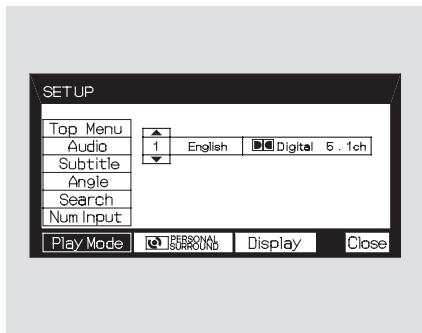 SETUP
Top Menu
Audio
1 English Digital 5.1ch
Subtitle
Angle
Search
Num Input
Play Mode PERSONAL SURROUND Display Close